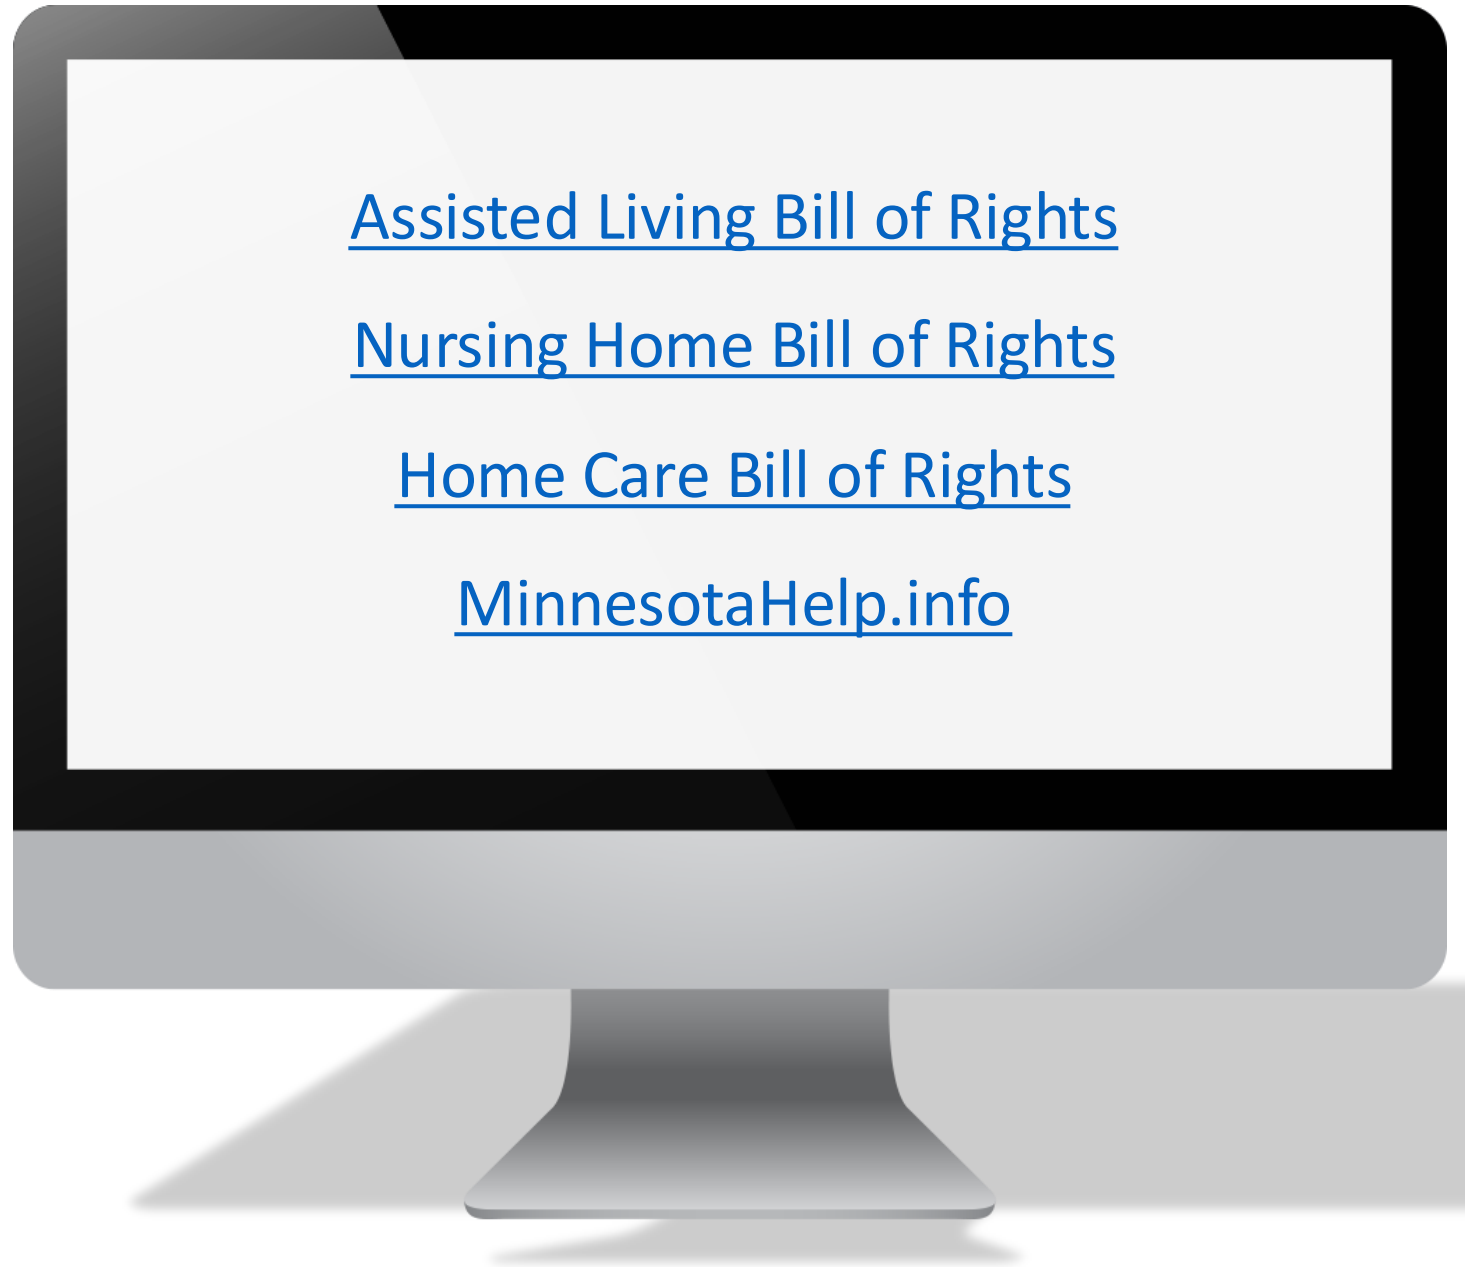 Assisted Living Bill of Rights
Nursing Home Bill of Rights
Home Care Bill of Rights
MinnesotaHelp.info